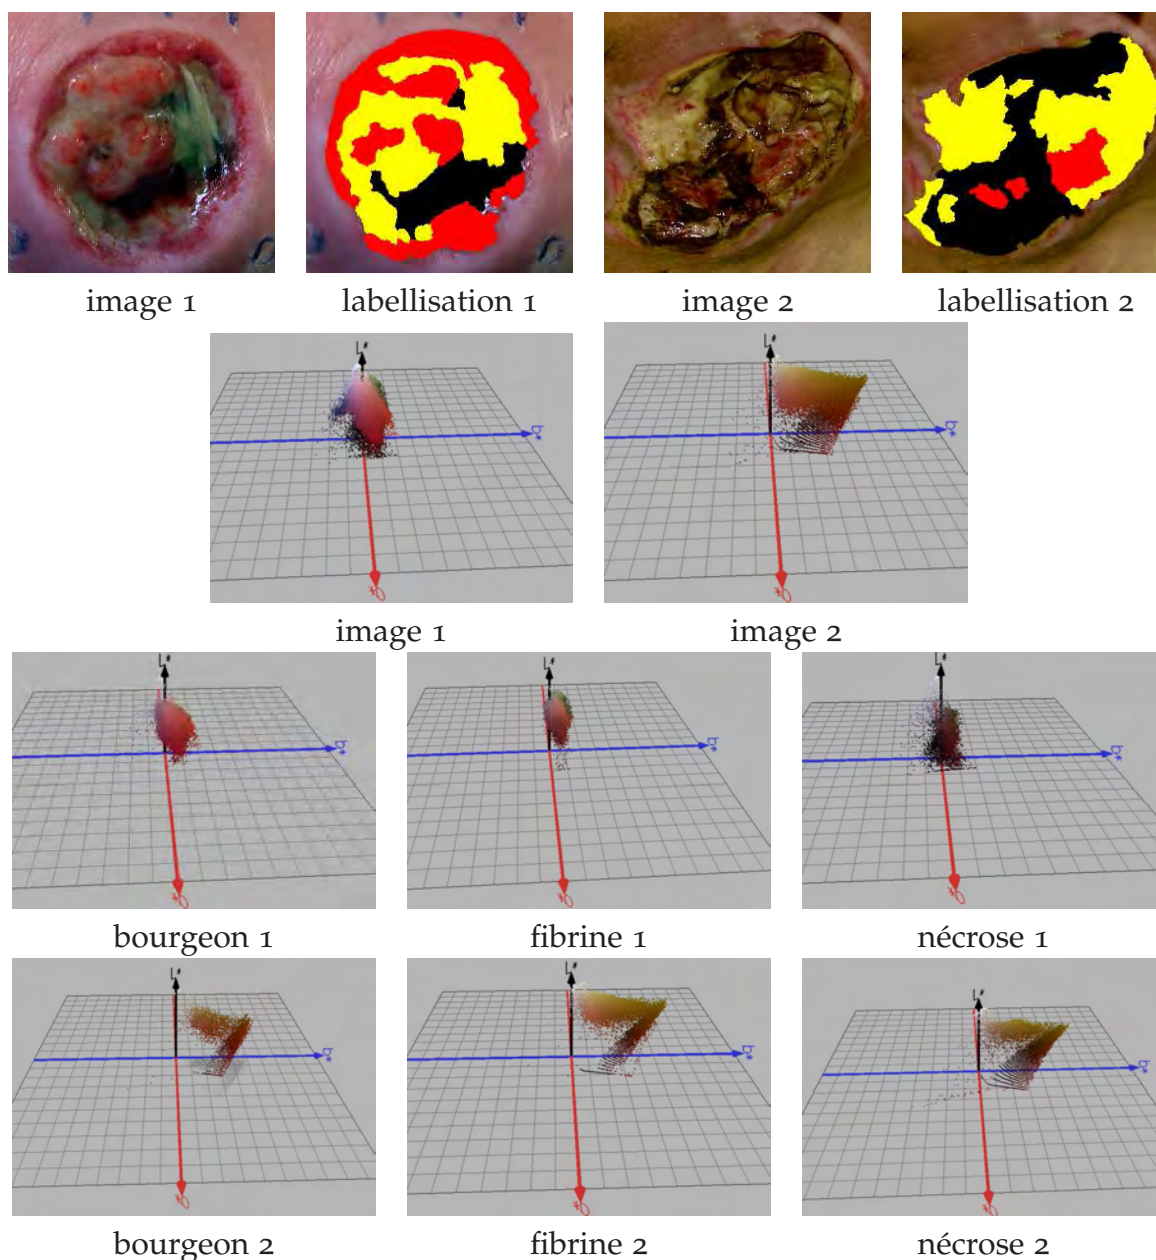 image 1 labellisation 1 image 2 labellisation 2
L* L*
b* b*
a* a*
image 1 image 2
L* L* L*
b* b* b*
a* a* a*
bourgeon 1 fibrine 1 nécrose 1
L* L* L*
b* b* b*
a* a* a*
bourgeon 2 fibrine 2 nécrose 2